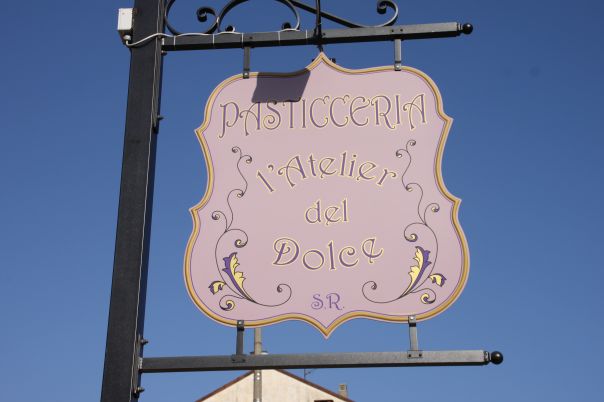 PASTICCERIA
l'Atelier
del
Dolce
S.R.